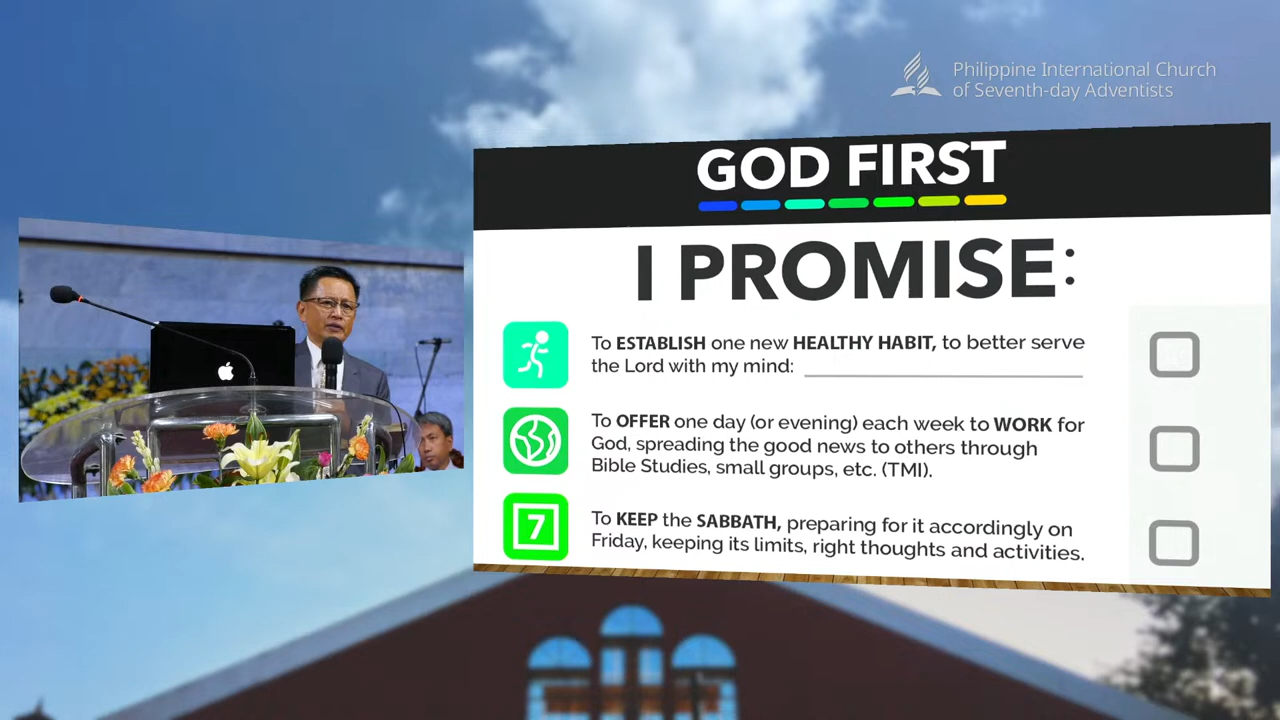 Philippine International Church
of Seventh-day Adventists
GOD FIRST
I PROMISE:
To ESTABLISH one new HEALTHY HABIT, to better serve
the Lord with my mind:
To OFFER one day (or evening) each week to WORK for
God, spreading the good news to others through
Bible Studies, small groups, etc. (TMI).
7
To KEEP the SABBATH, preparing for it accordingly on
Friday, keeping its limits, right thoughts and activities.